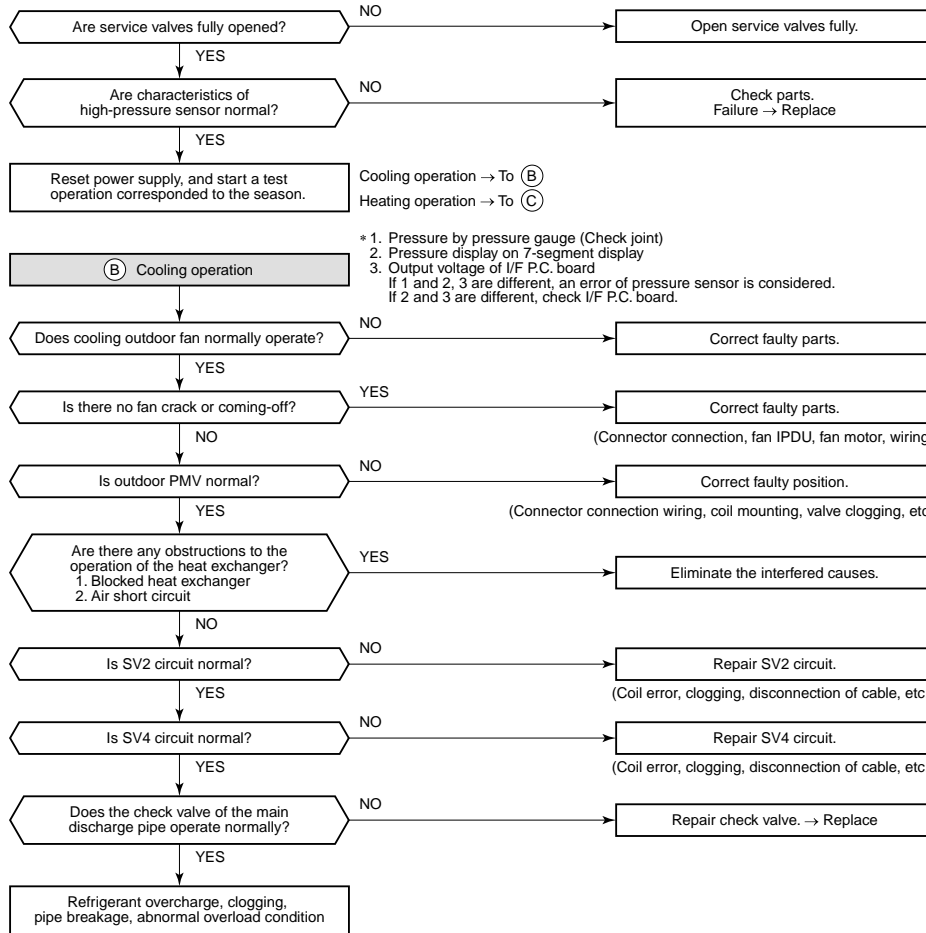 NO
Are service valves fully opened?
Open service valves fully.
YES
NO
Are characteristics of
high-pressure sensor normal?
Check parts.
Failure → Replace
YES
Reset power supply, and start a test
operation corresponded to the season.
Cooling operation → To B
Heating operation → To C
* 1. Pressure by pressure gauge (Check joint)
2. Pressure display on 7-segment display
3. Output voltage of I/F P.C. board
If 1 and 2, 3 are different, an error of pressure sensor is considered.
If 2 and 3 are different, check I/F P.C. board.
B Cooling operation
NO
Does cooling outdoor fan normally operate?
Correct faulty parts.
YES
YES
Is there no fan crack or coming-off?
Correct faulty parts.
(Connector connection, fan IPDU, fan motor, wiring
NO
NO
Is outdoor PMV normal?
Correct faulty position.
(Connector connection wiring, coil mounting, valve clogging, etc
YES
Are there any obstructions to the
operation of the heat exchanger?
1. Blocked heat exchanger
2. Air short circuit
YES
Eliminate the interfered causes.
NO
NO
Is SV2 circuit normal?
Repair SV2 circuit.
(Coil error, clogging, disconnection of cable, etc
YES
NO
Is SV4 circuit normal?
Repair SV4 circuit.
(Coil error, clogging, disconnection of cable, etc
YES
NO
Does the check valve of the main
discharge pipe operate normally?
Repair check valve. → Replace
YES
Refrigerant overcharge, clogging,
pipe breakage, abnormal overload condition